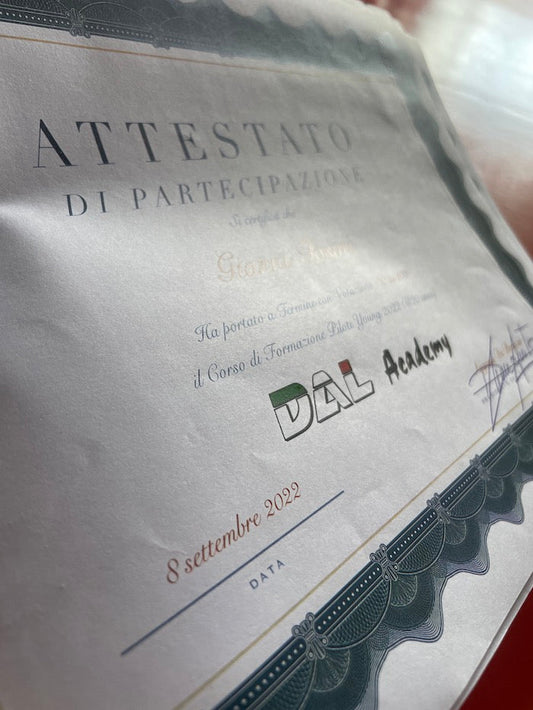 ATTESTATO
DI PARTECIPAZIONE
Si certifica che
Ha portato a Termine con
il Corso di Formazione Pilota Young 2022
DAL Academy
8 settembre 2022
DATA